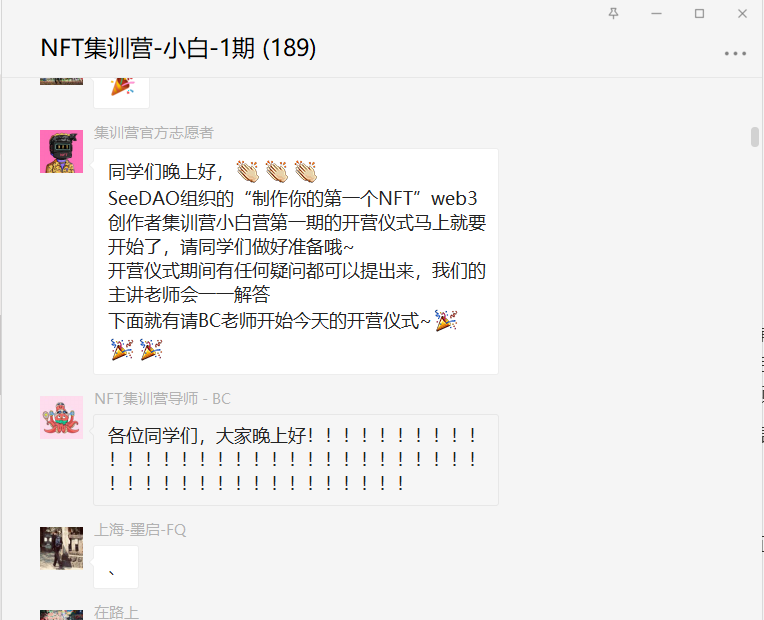 NFT集训营-小白-1期 (189)
集训营官方志愿者
同学们晚上好，👏👏👏
SeeDAO组织的“制作你的第一个NFT”web3
创作者集训营小白营第一期的开营仪式马上就要
开始了，请同学们做好准备哦~
开营仪式期间有任何疑问都可以提出来，我们的
主讲老师会一一解答
下面就有请BC老师开始今天的开营仪式~🎉
🎉🎉
NFT集训营导师 - BC
各位同学们，大家晚上好！！！！！！！！！！
！！！！！！！！！！！！！！！！！！！！！
！！！！！！！！！！！！！！！！！
上海-墨启-FQ
、
在路上